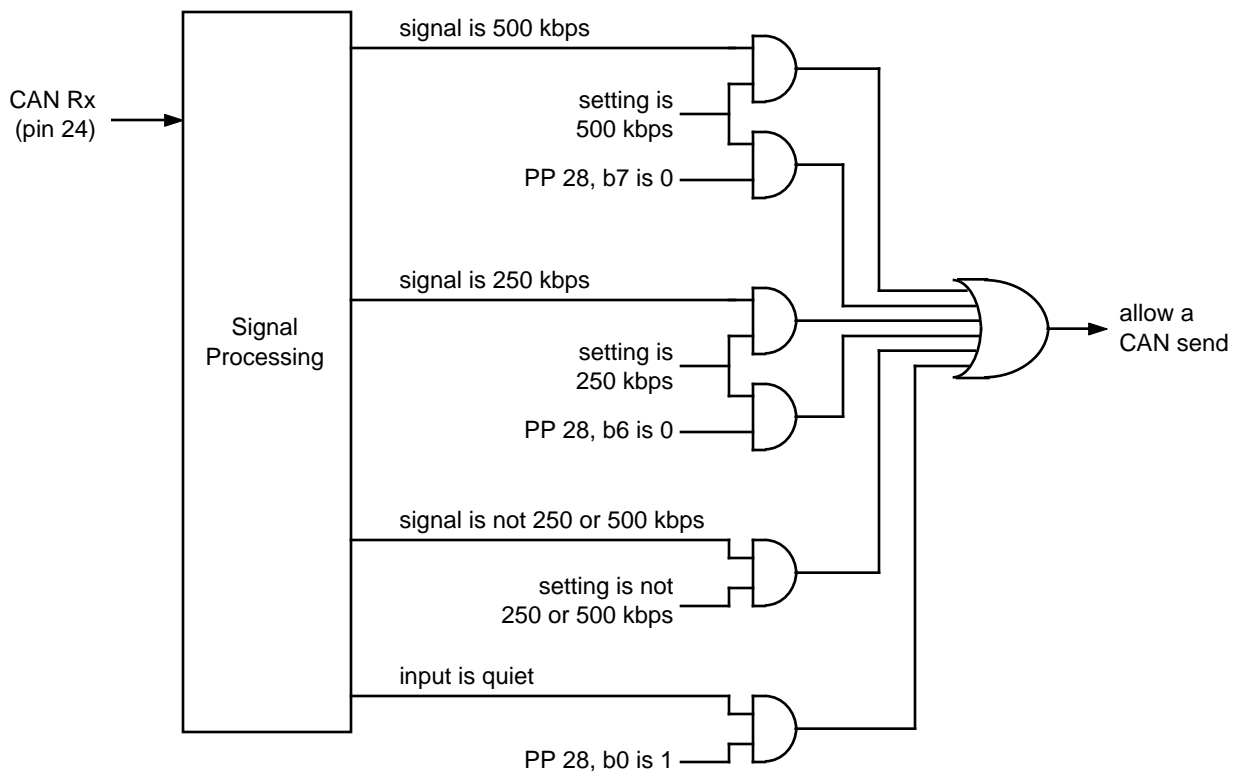 signal is 500 kbps
CAN Rx
(pin 24)
setting is
500 kbps
PP 28, b7 is 0
signal is 250 kbps
Signal
Processing
setting is
250 kbps
PP 28, b6 is 0
allow a
CAN send
signal is not 250 or 500 kbps
setting is not
250 or 500 kbps
input is quiet
PP 28, b0 is 1